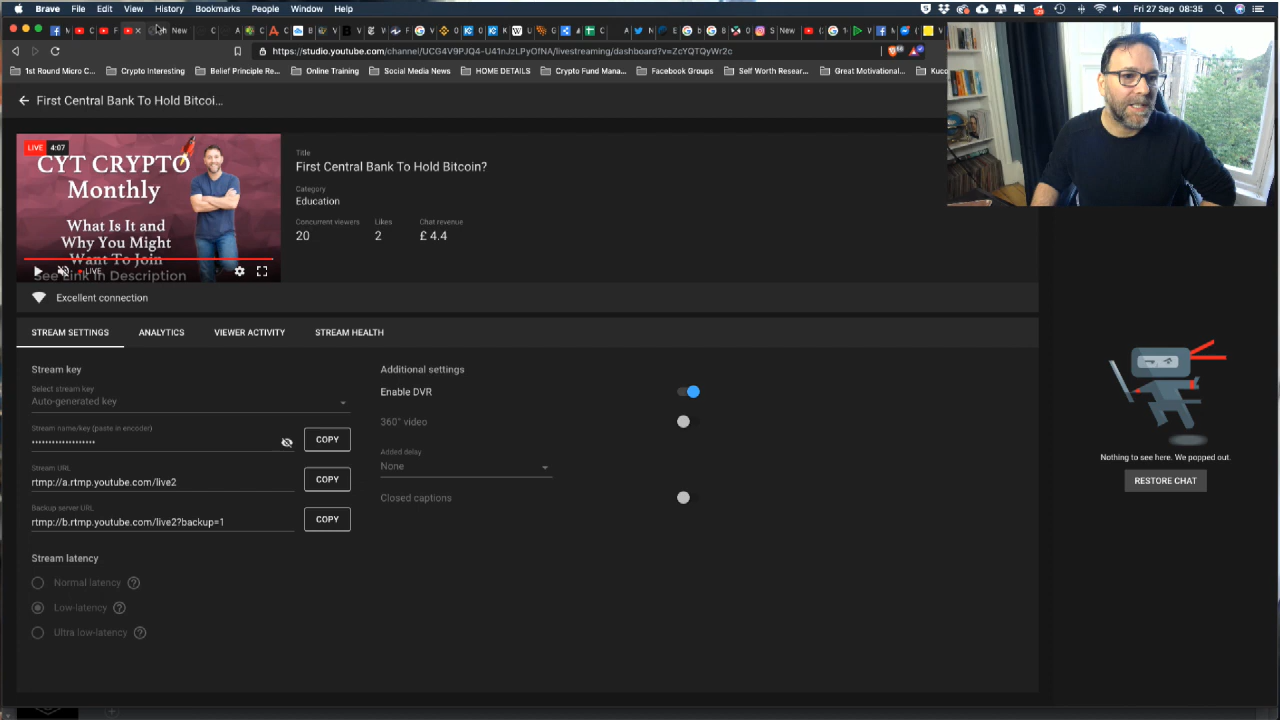 Brave File Edit View History Bookmarks People Window Help Fri 27 Sep 08:35
New New
https://studio.youtube.com/channel/UCG4V9PJQ4-U41nJzLPyOfNA/livestreaming/dashboard?v=ZcYQTQyWr2c
1st Round Micro C... Crypto Interesting Belief Principle Re... Online Training Social Media News HOME DETAILS Crypto Fund Mana... Facebook Groups Self Worth Resear... Great Motivational... Kucc
First Central Bank To Hold Bitcoi...
LIVE 4:07
CYT CRYPTO
Monthly
What Is It and
Why You Might
Want To Join
LIVE
See Link in Description
Title
First Central Bank To Hold Bitcoin?
Category
Education
Concurrent viewers Likes Chat revenue
20 2 £ 4.4
Excellent connection
STREAM SETTINGS ANALYTICS VIEWER ACTIVITY STREAM HEALTH
Stream key
Select stream key
Auto-generated key
Stream name/key (paste in encoder)
••••••••••••••••••• COPY
Stream URL
rtmp://a.rtmp.youtube.com/live2 COPY
Backup server URL
rtmp://b.rtmp.youtube.com/live2?backup=1 COPY
Stream latency
Normal latency
Low-latency
Ultra low-latency
Additional settings
Enable DVR
360° video
Added delay
None
Closed captions
Nothing to see here. We popped out.
RESTORE CHAT